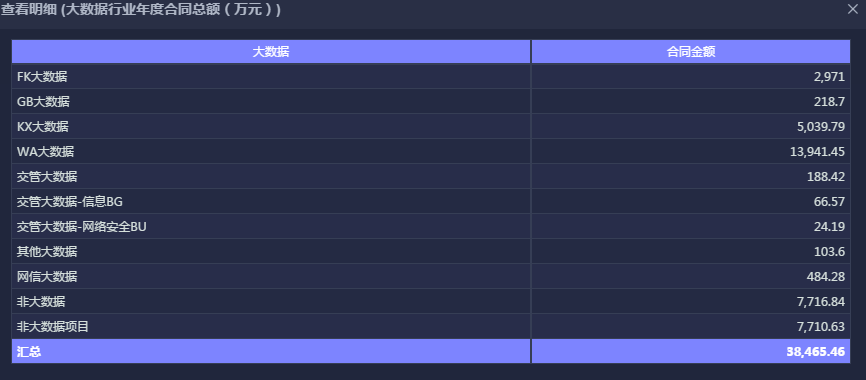 查看明细 (大数据行业年度合同总额（万元）)
大数据 合同金额
FK大数据 2,971
GB大数据 218.7
KX大数据 5,039.79
WA大数据 13,941.45
交管大数据 188.42
交管大数据-信息BG 66.57
交管大数据-网络安全BU 24.19
其他大数据 103.6
网信大数据 484.28
非大数据 7,716.84
非大数据项目 7,710.63
汇总 38,465.46